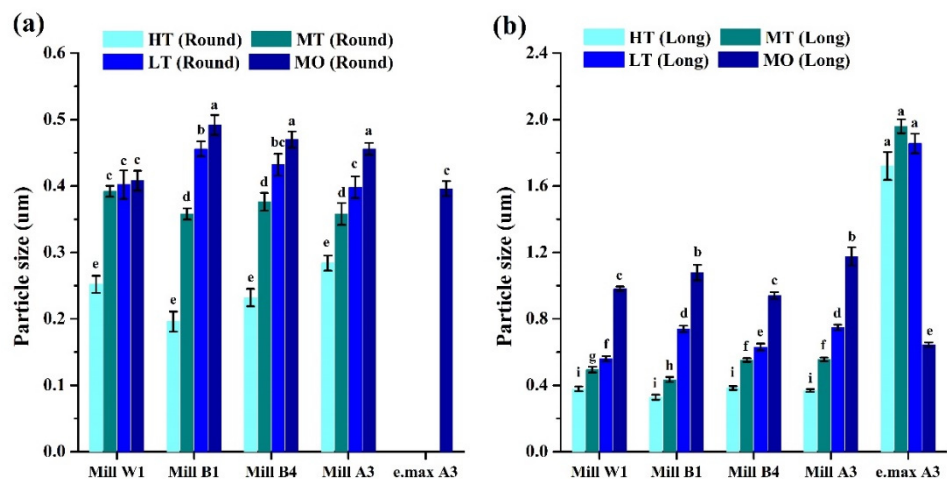 (a)
HT (Round) MT (Round)
LT (Round) MO (Round)
Particle size (um)
0.6
0.5
0.4
0.3
0.2
0.1
0.0
e c c c
e d b a
e d bc a
e d c a
c
Mill W1 Mill B1 Mill B4 Mill A3 e.max A3
(b)
HT (Long) MT (Long)
LT (Long) MO (Long)
Particle size (um)
2.4
2.0
1.6
1.2
0.8
0.4
0.0
i g f c
i h d b
i f e c
i f d b
a a a e
Mill W1 Mill B1 Mill B4 Mill A3 e.max A3